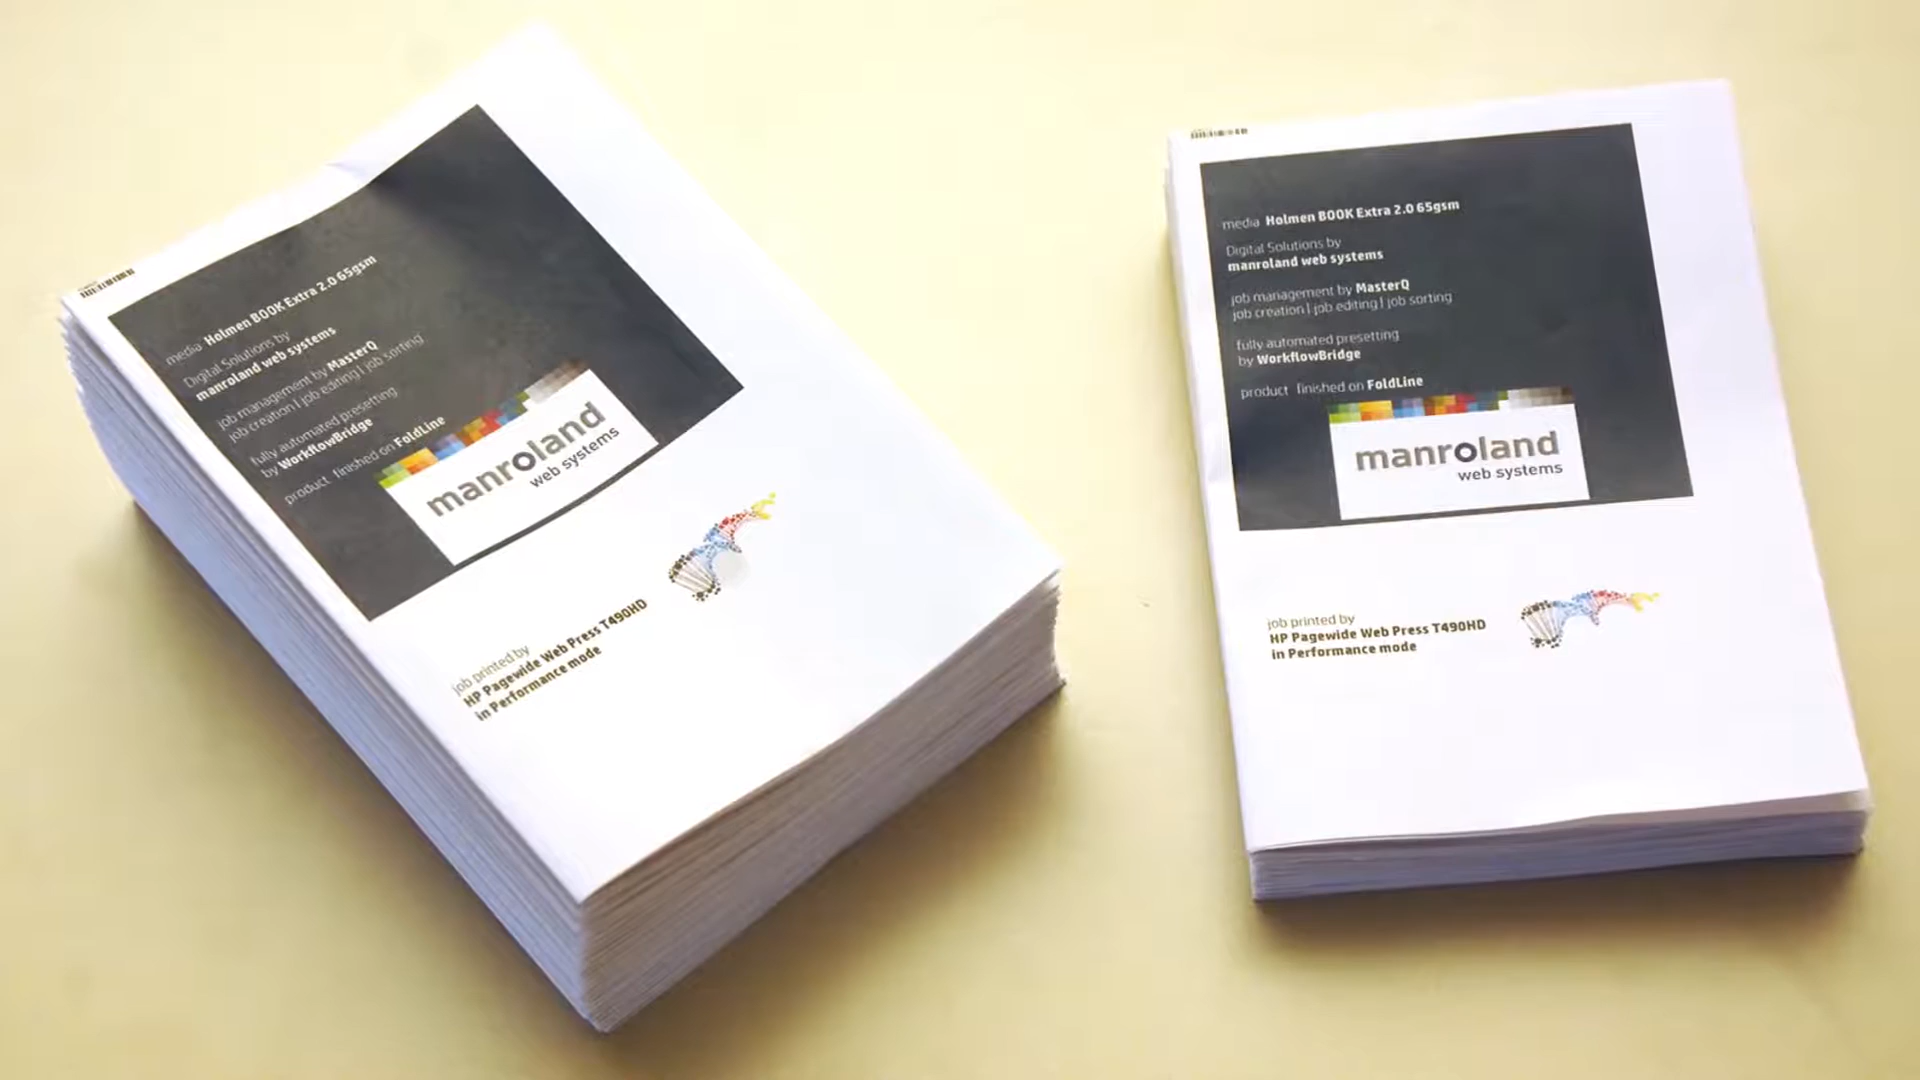 media Holmen BOOK Extra 2.0 65gsm
Digital Solutions by
manroland web systems
job management by MasterQ
job creation | job editing | job sorting
fully automated presetting
by WorkflowBridge
product finished on FoldLine
manroland
web systems
job printed by
HP Pagewide Web Press T490HD
in Performance mode
media Holmen BOOK Extra 2.0 65gsm
Digital Solutions by
manroland web systems
job management by MasterQ
job creation | job editing | job sorting
fully automated presetting
by WorkflowBridge
product finished on FoldLine
manroland
web systems
job printed by
HP Pagewide Web Press T490HD
in Performance mode